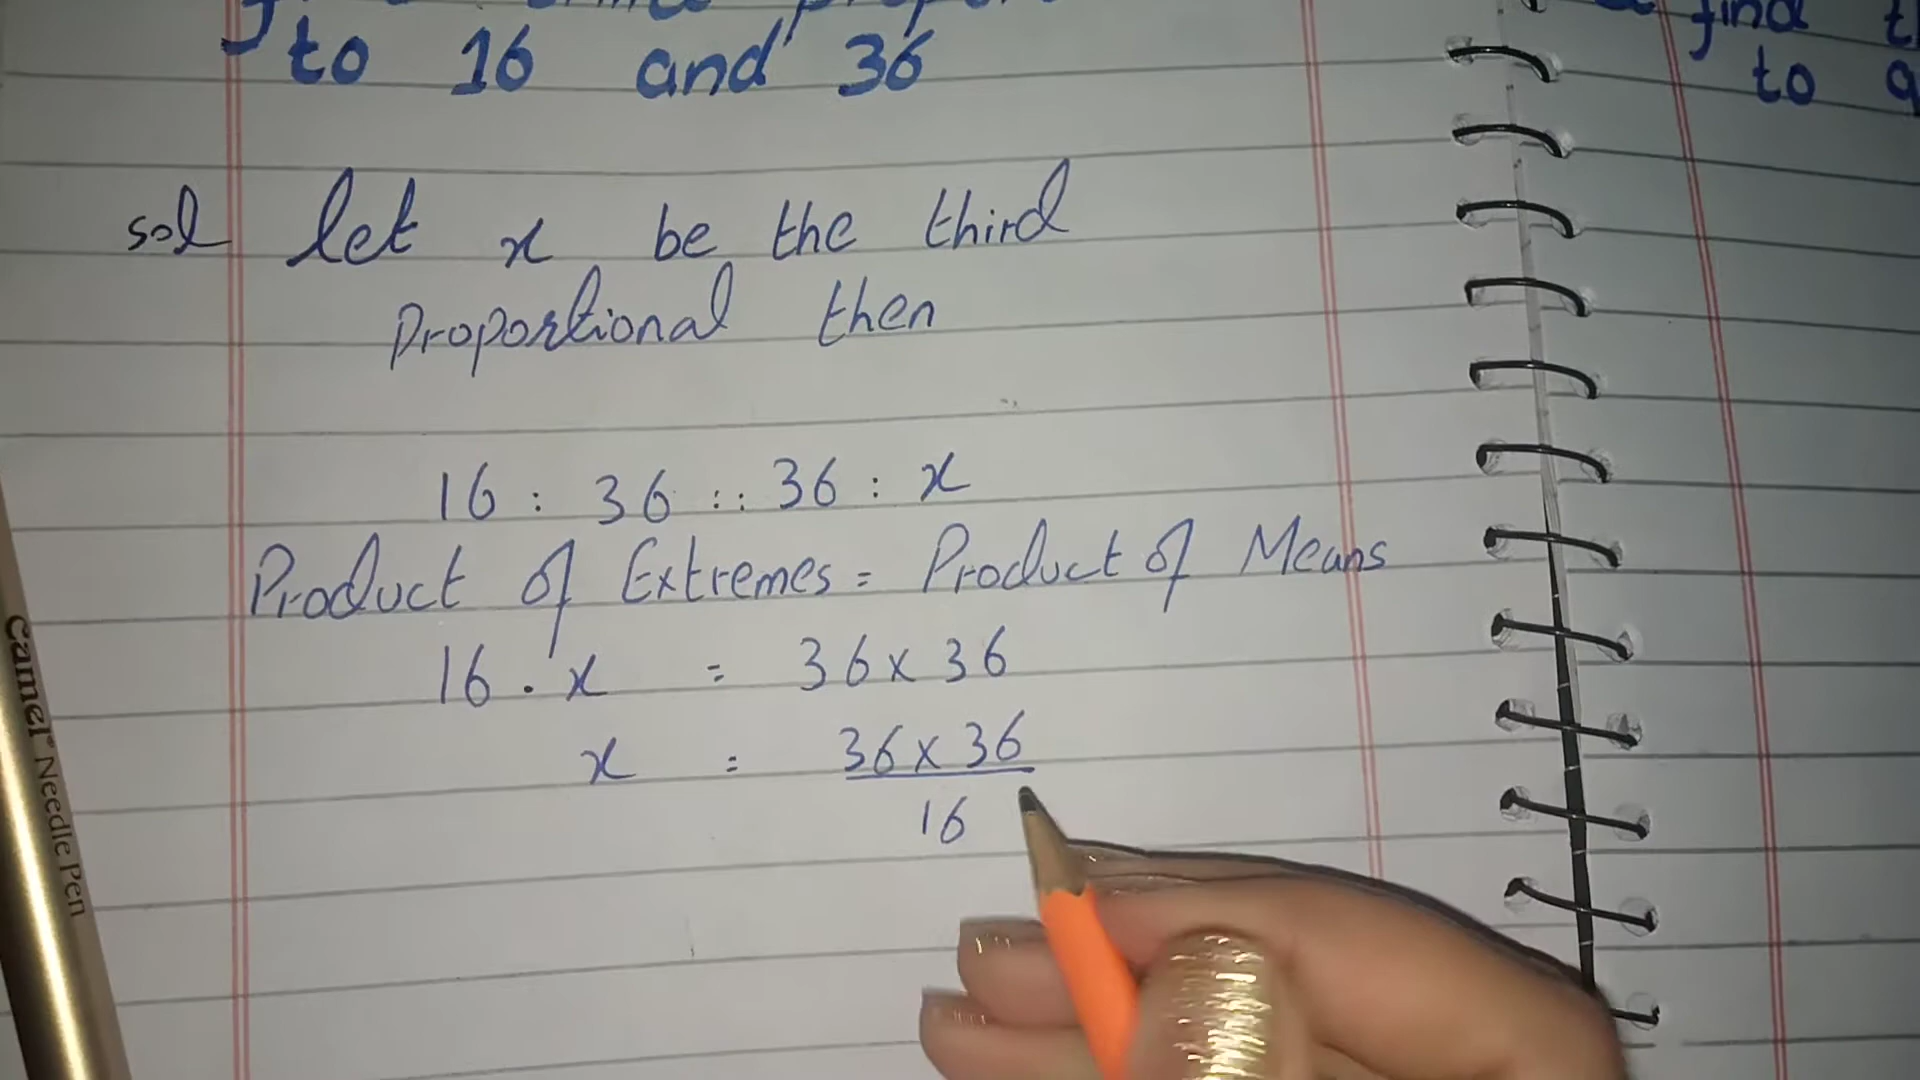 to 16 and 36
find
to
sol let x be the third
proportional then
16 : 36 :: 36 : x
Product of Extremes = Product of Means
16 . x = 36 x 36
x = 36 x 36
16
Camel Needle Pen